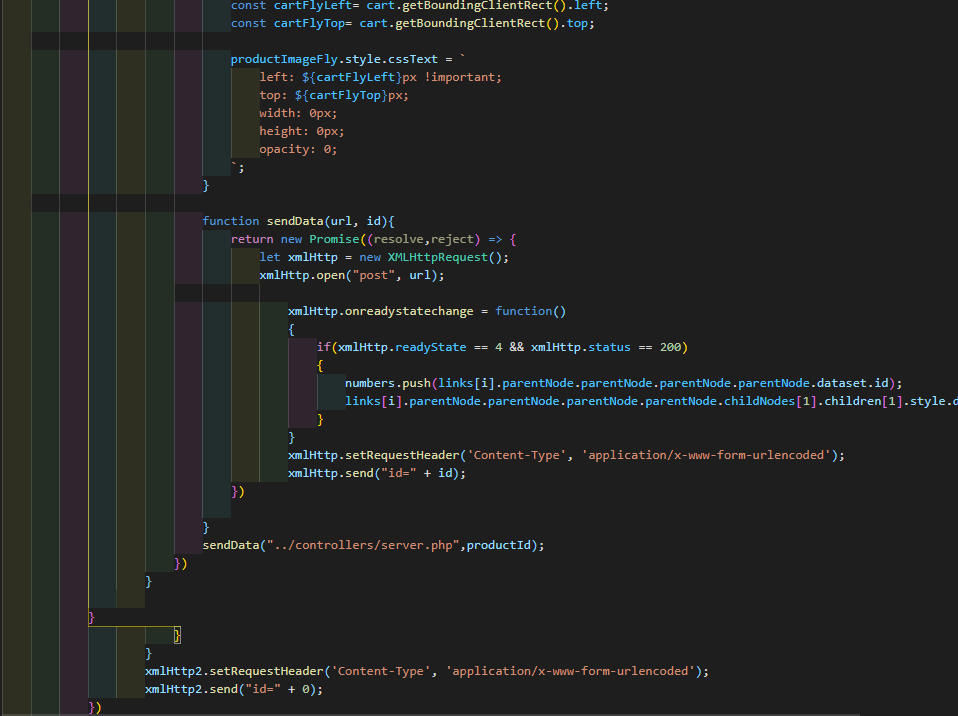 const cartFlyLeft= cart.getBoundingClientRect().left;
const cartFlyTop= cart.getBoundingClientRect().top;
productImageFly.style.cssText = `
left: ${cartFlyLeft}px !important;
top: ${cartFlyTop}px;
width: 0px;
height: 0px;
opacity: 0;
`;
}
function sendData(url, id){
return new Promise((resolve,reject) => {
let xmlHttp = new XMLHttpRequest();
xmlHttp.open("post", url);
xmlHttp.onreadystatechange = function()
{
if(xmlHttp.readyState == 4 && xmlHttp.status == 200)
{
numbers.push(links[i].parentNode.parentNode.parentNode.parentNode.dataset.id);
links[i].parentNode.parentNode.parentNode.parentNode.childNodes[1].children[1].style.d
}
}
xmlHttp.setRequestHeader('Content-Type', 'application/x-www-form-urlencoded');
xmlHttp.send("id=" + id);
})
}
sendData("../controllers/server.php",productId);
})
}
}
}
}
xmlHttp2.setRequestHeader('Content-Type', 'application/x-www-form-urlencoded');
xmlHttp2.send("id=" + 0);
})